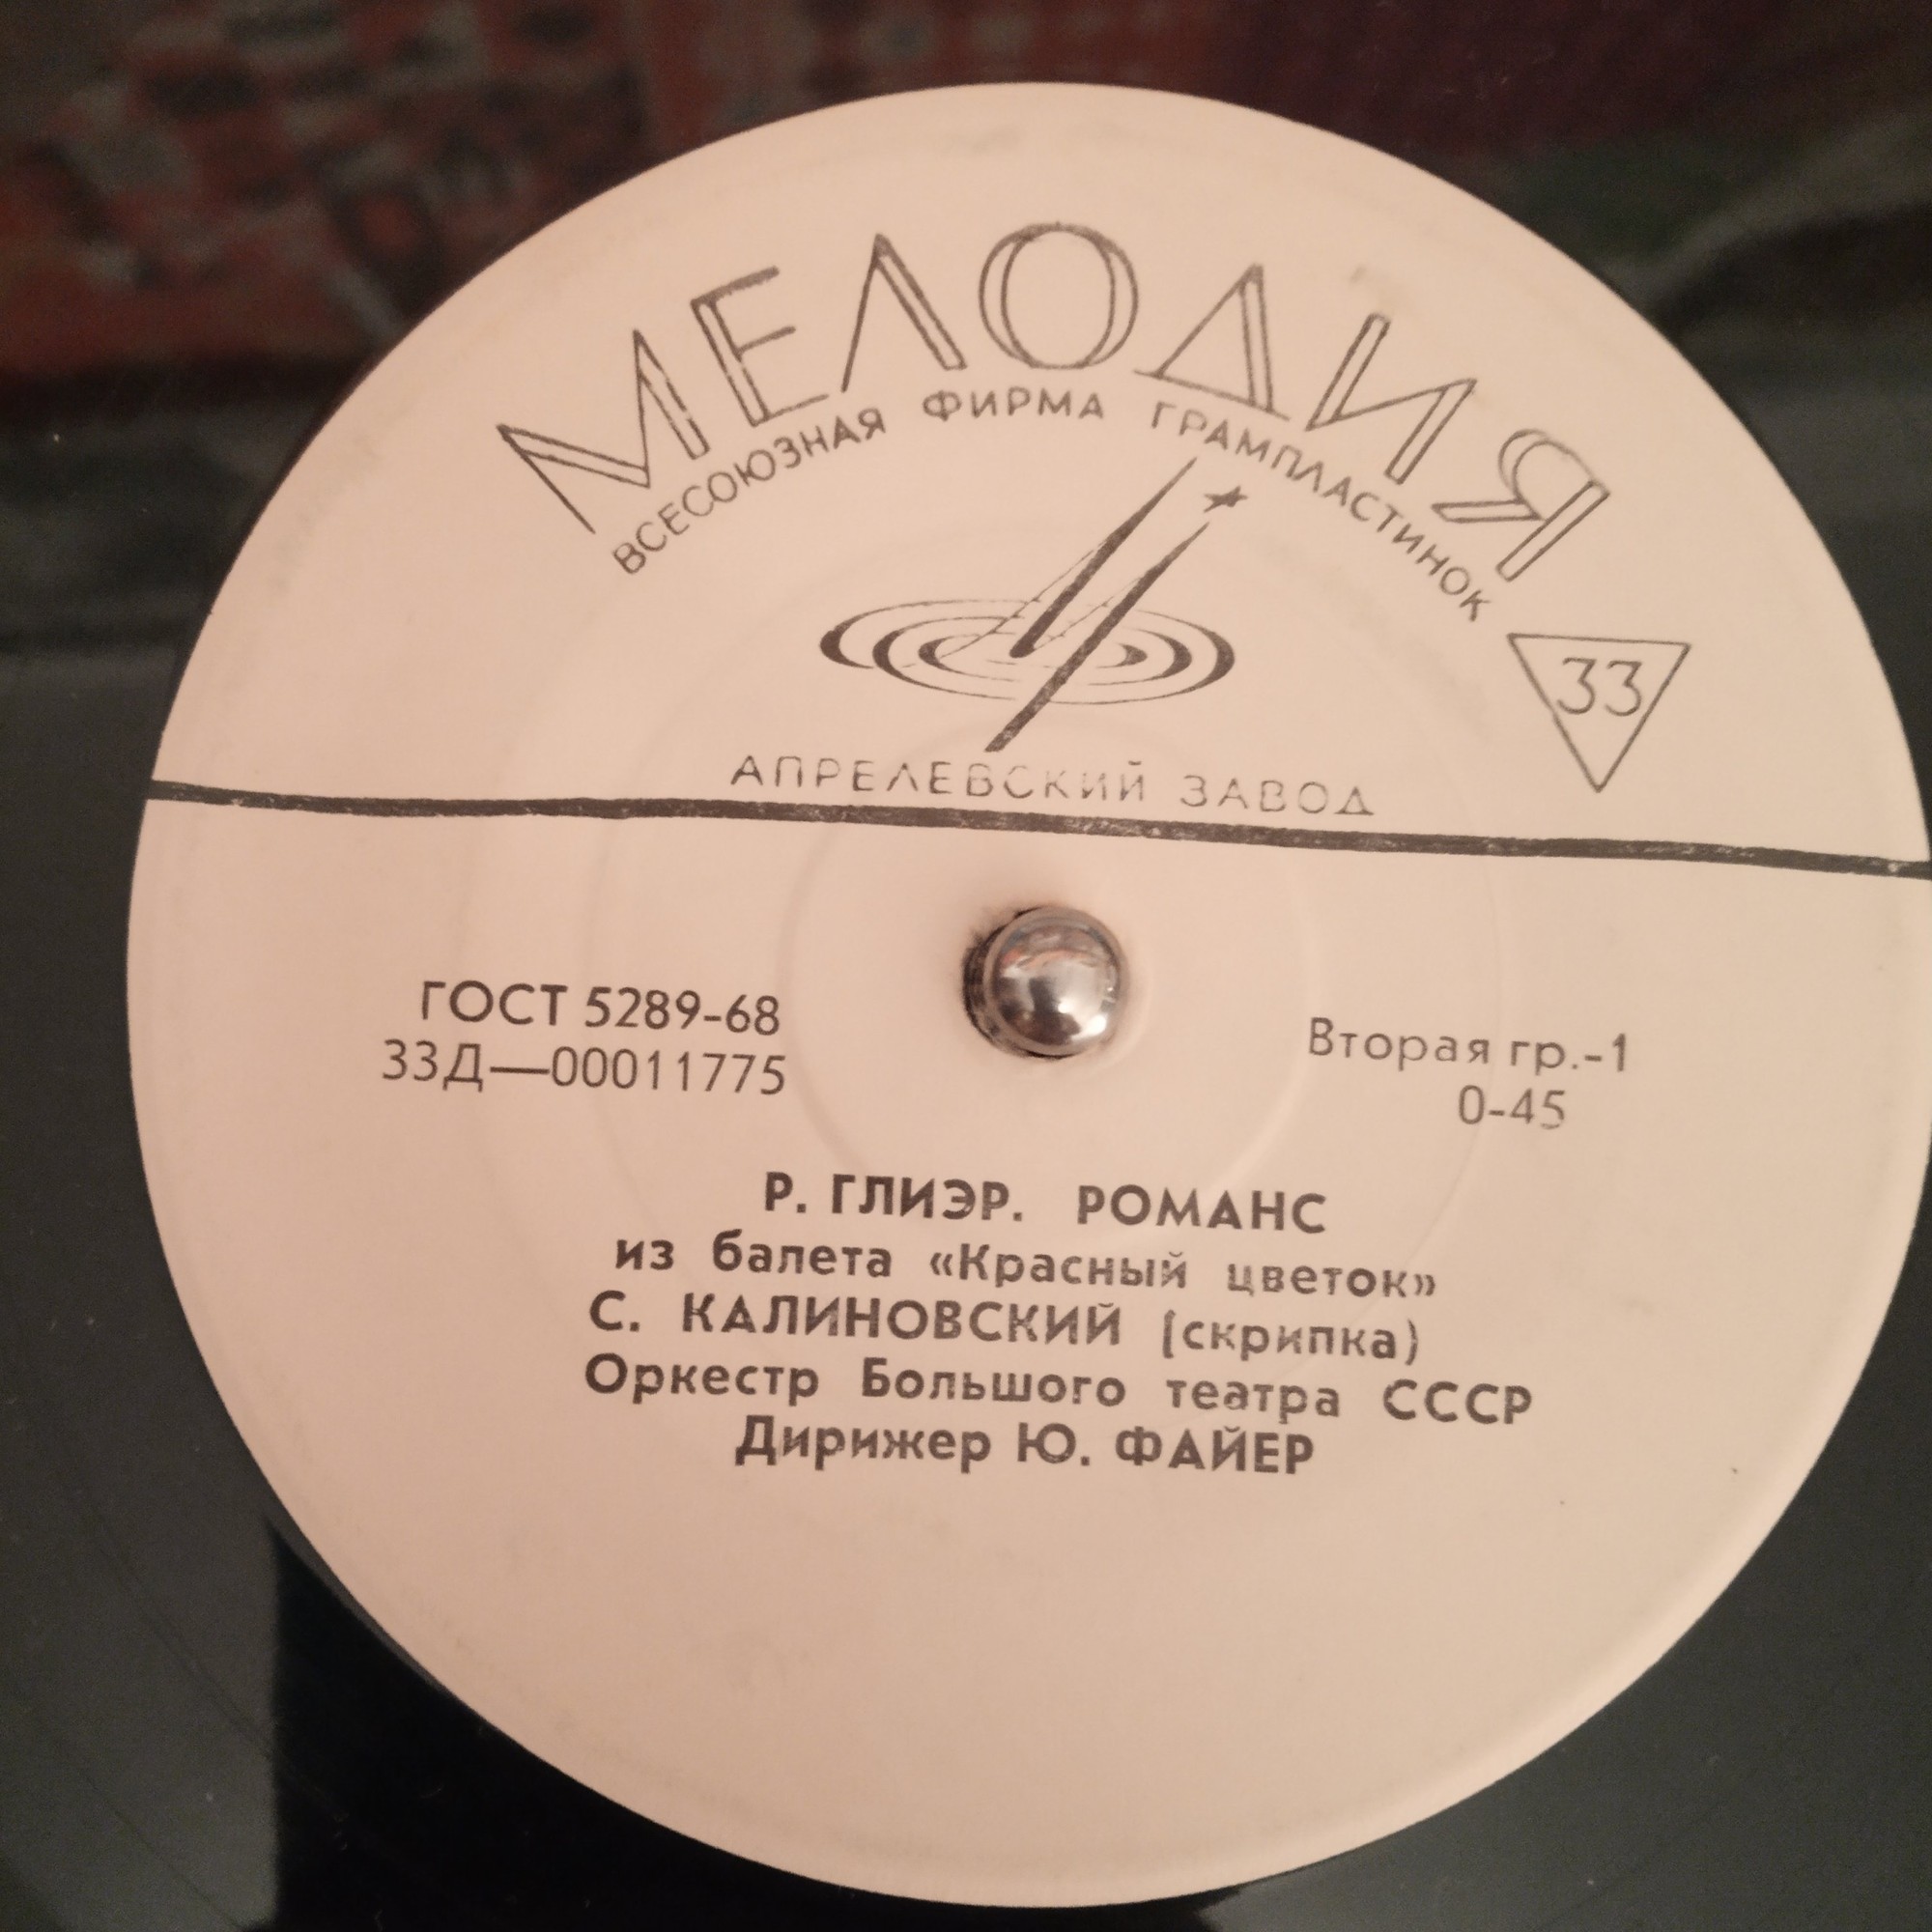 МЕЛОДИЯ
ВСЕСОЮЗНАЯ ФИРМА ГРАМПЛАСТИНОК
33
АПРЕЛЕВСКИЙ ЗАВОД
ГОСТ 5289-68
33Д—00011775
Вторая гр.-1
0-45
Р. ГЛИЭР. РОМАНС
из балета «Красный цветок»
С. КАЛИНОВСКИЙ (скрипка)
Оркестр Большого театра СССР
Дирижер Ю. ФАЙЕР